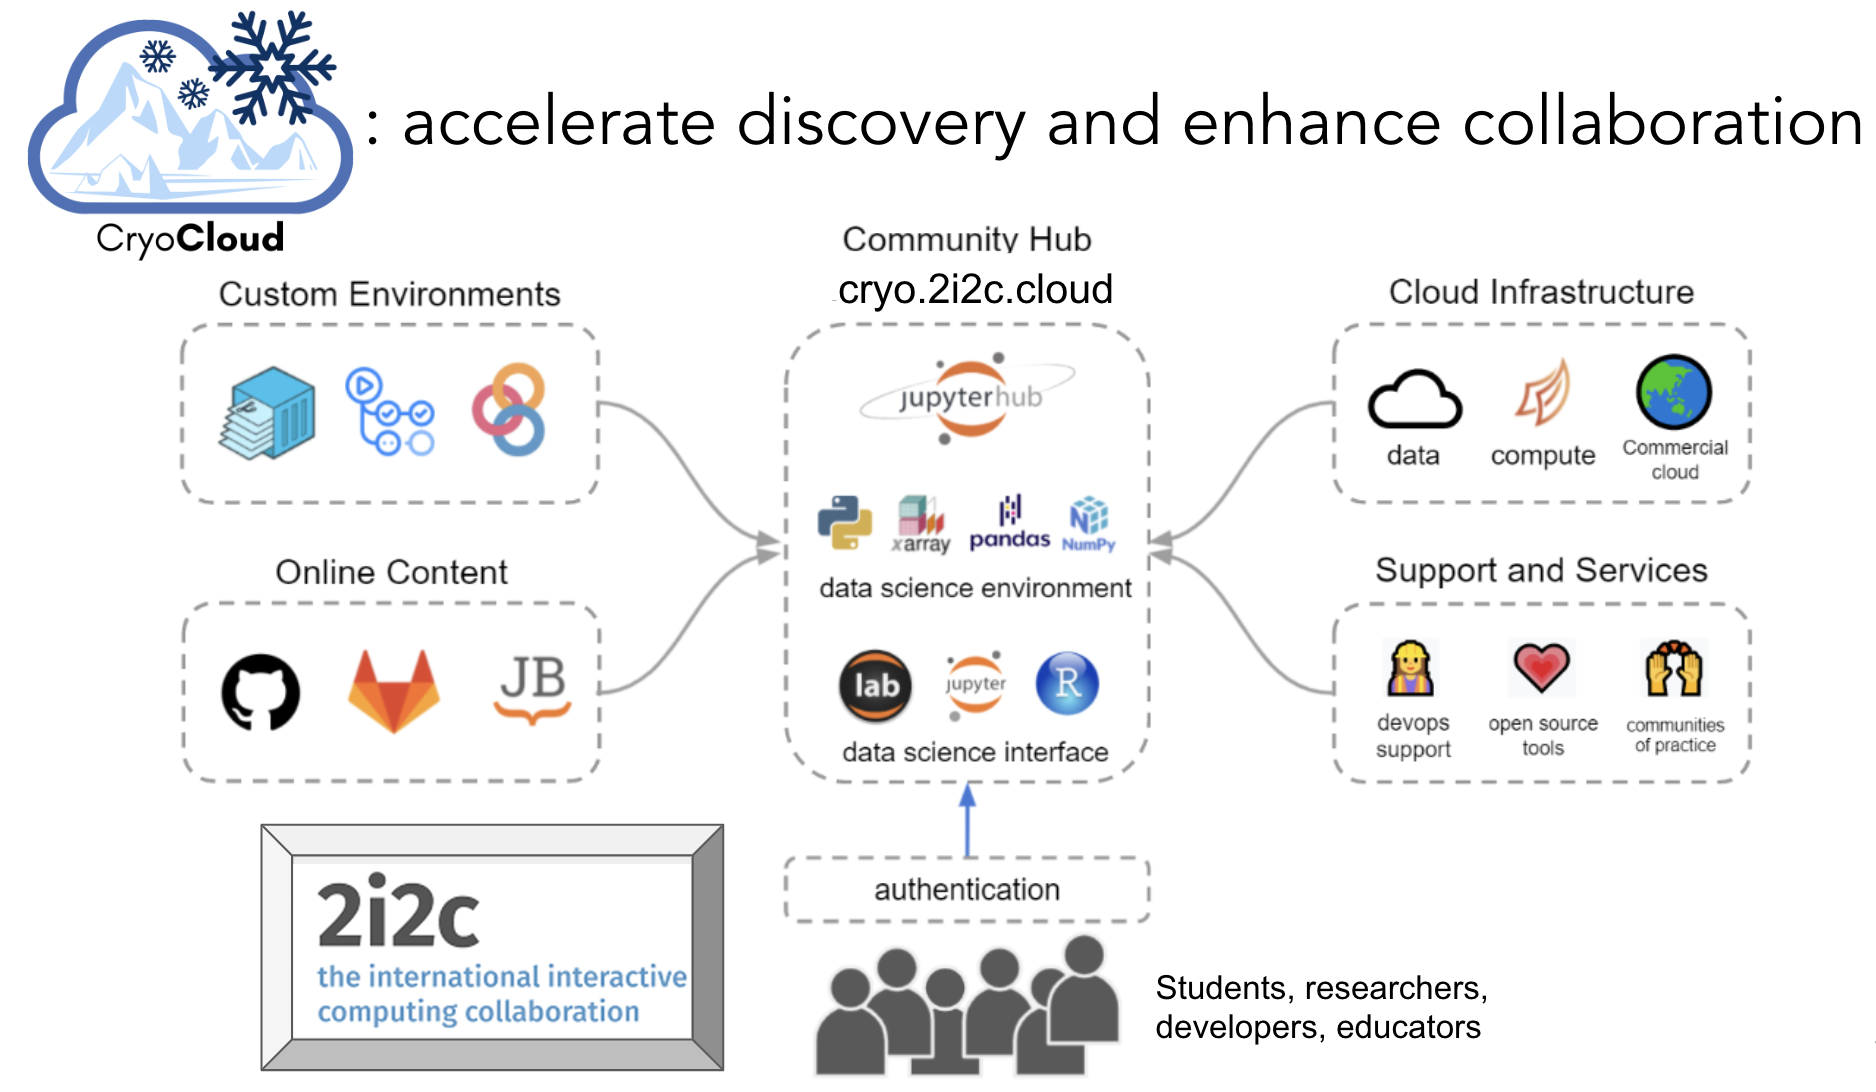 : accelerate discovery and enhance collaboration
CryoCloud
Community Hub
cryo.2i2c.cloud
Custom Environments
Cloud Infrastructure
jupyterhub
data
compute
Commercial
cloud
xarray
pandas
NumPy
data science environment
Online Content
Support and Services
JB
lab
jupyter
R
data science interface
devops
support
open source
tools
communities
of practice
authentication
2i2c
the international interactive
computing collaboration
Students, researchers,
developers, educators